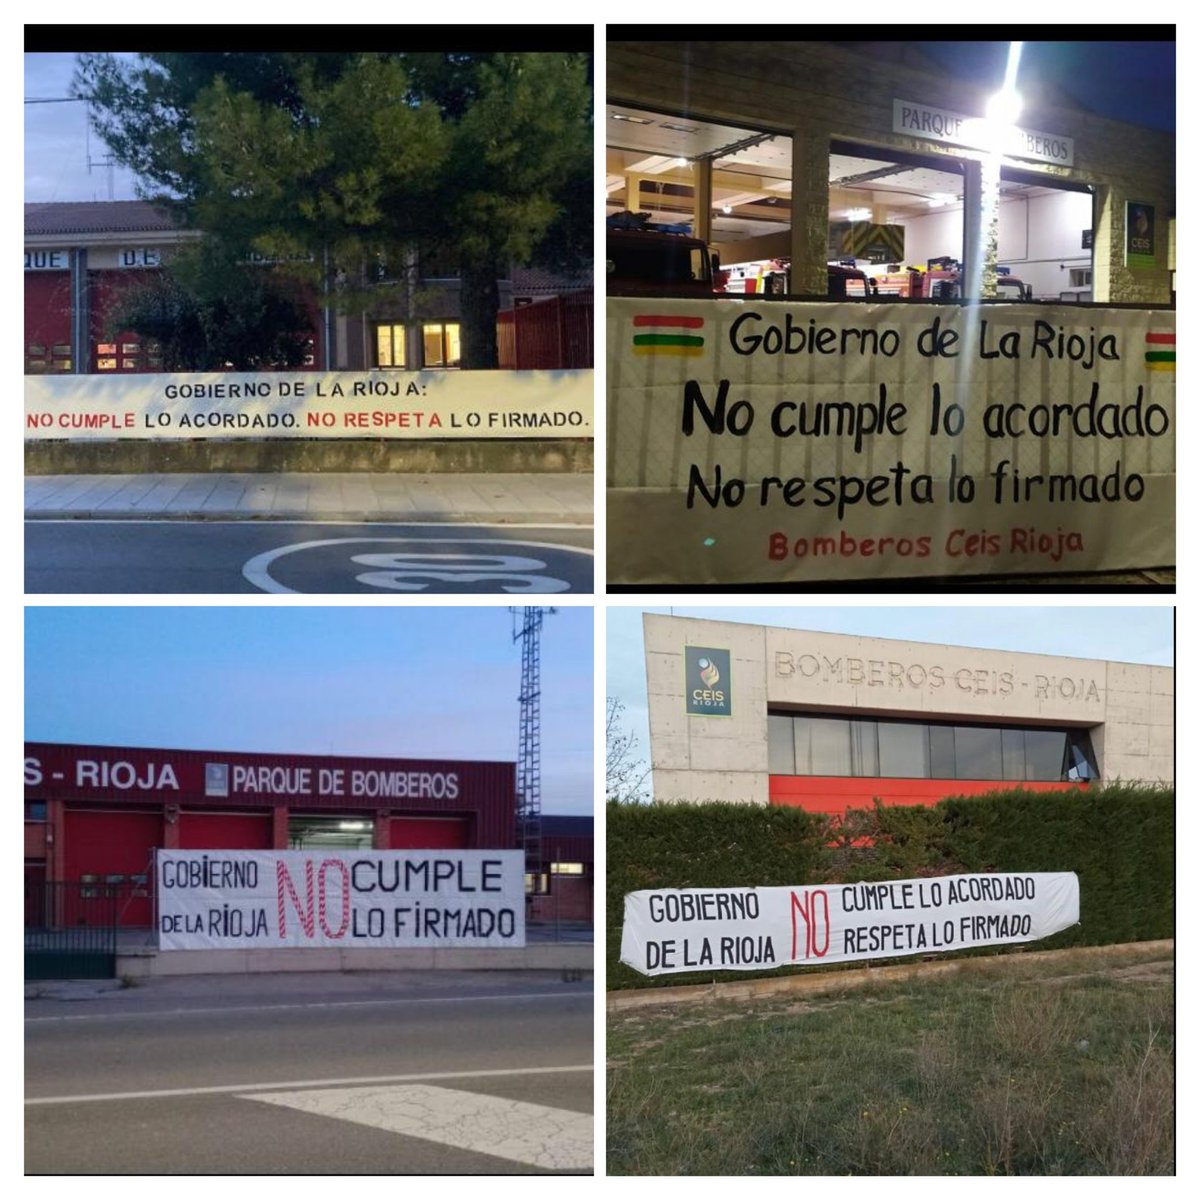 QUE DE
GOBIERNO DE LA RIOJA:
NO CUMPLE LO ACORDADO. NO RESPETA LO FIRMADO.
30
PARQUE BEROS
CEIS
Gobierno de La Rioja
No cumple lo acordado
No respeta lo firmado
Bomberos Ceis Rioja
S - RIOJA PARQUE DE BOMBEROS
GOBIERNO NO CUMPLE
DE LA RIOJA LO FIRMADO
CEIS
RIOJA
BOMBEROS CEIS - RIOJA
GOBIERNO NO CUMPLE LO ACORDADO
DE LA RIOJA RESPETA LO FIRMADO